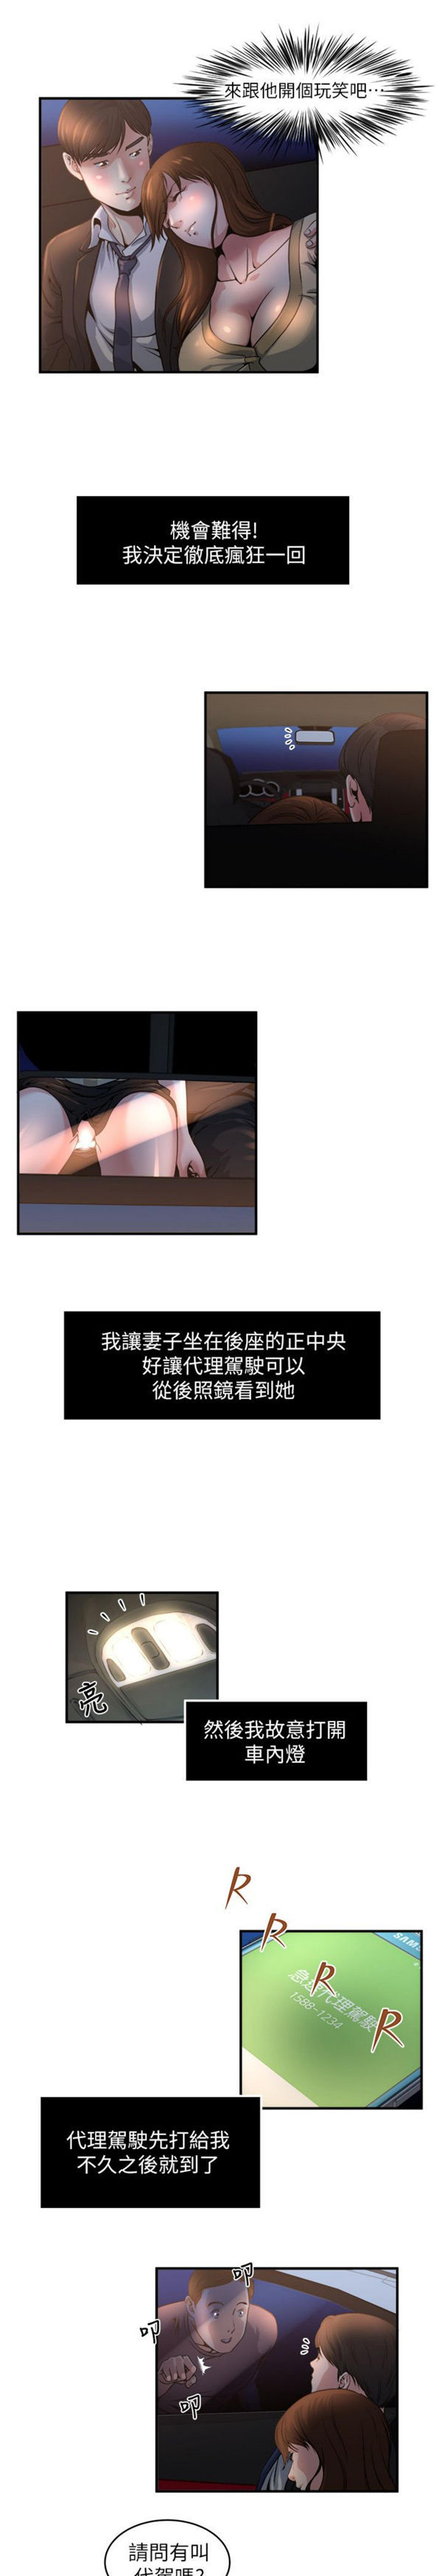 來跟他開個玩笑吧…
機會難得!
我決定徹底瘋狂一回
我讓妻子坐在後座的正中央
好讓代理駕駛可以
從後照鏡看到她
亮
然後我故意打開
車內燈
R
R
R
R
SAMS
代理駕駛
1588-1234
代理駕駛先打給我
不久之後就到了
叩
叩
叩
請問有叫
代駕嗎?